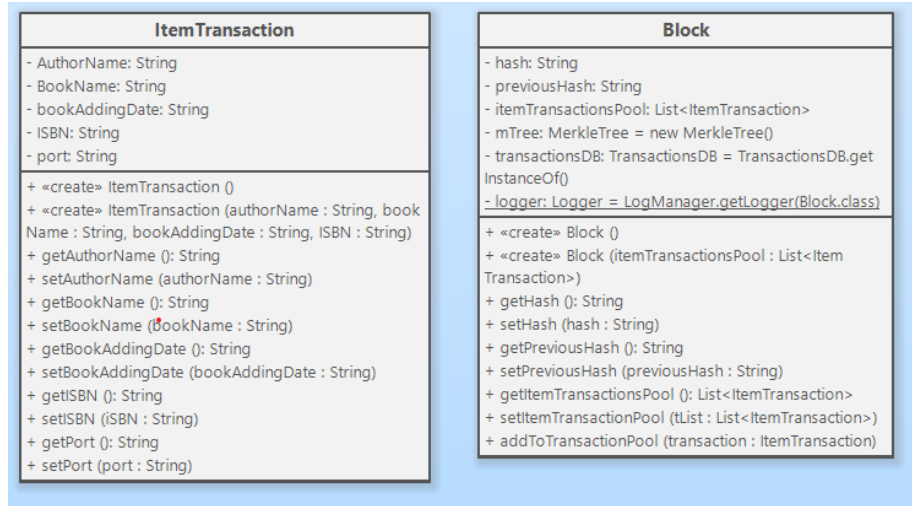 ItemTransaction
- AuthorName: String
- BookName: String
- bookAddingDate: String
- ISBN: String
- port: String
+ «create» ItemTransaction ()
+ «create» ItemTransaction (authorName : String, book
Name : String, bookAddingDate : String, ISBN : String)
+ getAuthorName (): String
+ setAuthorName (authorName : String)
+ getBookName (): String
+ setBookName (bookName : String)
+ getBookAddingDate (): String
+ setBookAddingDate (bookAddingDate : String)
+ getISBN (): String
+ setISBN (iSBN : String)
+ getPort (): String
+ setPort (port : String)
Block
- hash: String
- previousHash: String
- itemTransactionsPool: List<ItemTransaction>
- mTree: MerkleTree = new MerkleTree()
- transactionsDB: TransactionsDB = TransactionsDB.get
InstanceOf()
- logger: Logger = LogManager.getLogger(Block.class)
+ «create» Block ()
+ «create» Block (itemTransactionsPool : List<Item
Transaction>)
+ getHash (): String
+ setHash (hash : String)
+ getPreviousHash (): String
+ setPreviousHash (previousHash : String)
+ getItemTransactionsPool (): List<ItemTransaction>
+ setItemTransactionPool (tList : List<ItemTransaction>)
+ addToTransactionPool (transaction : ItemTransaction)